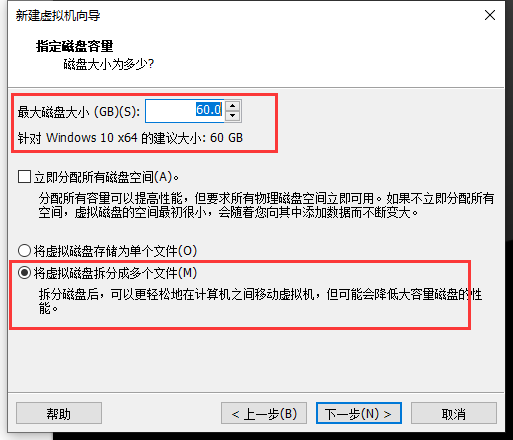 新建虚拟机向导
指定磁盘容量
磁盘大小为多少?
最大磁盘大小 (GB)(S): 60.0
针对 Windows 10 x64 的建议大小: 60 GB
立即分配所有磁盘空间(A)。
分配所有容量可以提高性能，但要求所有物理磁盘空间立即可用。如果不立即分配所有
空间，虚拟磁盘的空间最初很小，会随着您向其中添加数据而不断变大。
将虚拟磁盘存储为单个文件(O)
将虚拟磁盘拆分成多个文件(M)
拆分磁盘后，可以更轻松地在计算机之间移动虚拟机，但可能会降低大容量磁盘的性
能。
帮助 < 上一步(B) 下一步(N) > 取消